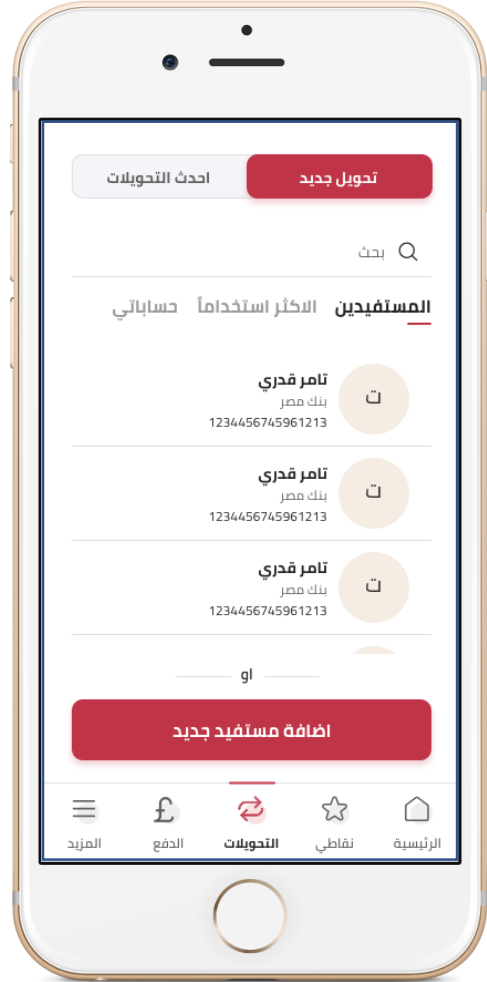 تحويل جديد احدث التحويلات
بحث
المستفيدين الاكثر استخداماً حساباتي
ت
تامر قدري
بنك مصر
1234456745961213
ت
تامر قدري
بنك مصر
1234456745961213
ت
تامر قدري
بنك مصر
1234456745961213
او
اضافة مستفيد جديد
الرئيسية نقاطي التحويلات الدفع المزيد